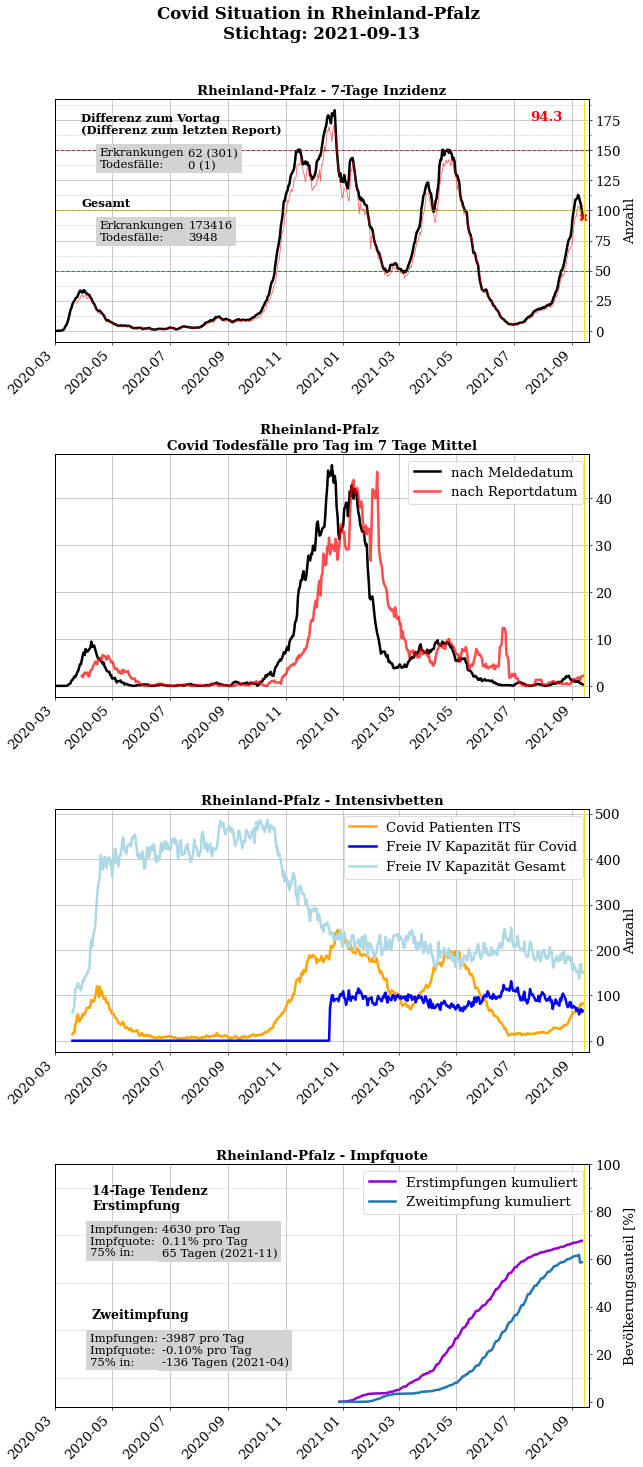 Covid Situation in Rheinland-Pfalz
Stichtag: 2021-09-13
Rheinland-Pfalz - 7-Tage Inzidenz
Differenz zum Vortag
(Differenz zum letzten Report)
94.3
Erkrankungen 62 (301)
Todesfälle: 0 (1)
Gesamt
Erkrankungen 173416
Todesfälle: 3948
175
150
125
100
75
50
25
0
Anzahl
2020-03
2020-05
2020-07
2020-09
2020-11
2021-01
2021-03
2021-05
2021-07
2021-09
Rheinland-Pfalz
Covid Todesfälle pro Tag im 7 Tage Mittel
nach Meldedatum
nach Reportdatum
40
30
20
10
0
2020-03
2020-05
2020-07
2020-09
2020-11
2021-01
2021-03
2021-05
2021-07
2021-09
Rheinland-Pfalz - Intensivbetten
Covid Patienten ITS
Freie IV Kapazität für Covid
Freie IV Kapazität Gesamt
500
400
300
200
100
0
Anzahl
2020-03
2020-05
2020-07
2020-09
2020-11
2021-01
2021-03
2021-05
2021-07
2021-09
Rheinland-Pfalz - Impfquote
14-Tage Tendenz
Erstimpfung
Impfungen: 4630 pro Tag
Impfquote: 0.11% pro Tag
75% in: 65 Tagen (2021-11)
Zweitimpfung
Impfungen: -3987 pro Tag
Impfquote: -0.10% pro Tag
75% in: -136 Tagen (2021-04)
Erstimpfungen kumuliert
Zweitimpfung kumuliert
100
80
60
40
20
0
Bevölkerungsanteil [%]
2020-03
2020-05
2020-07
2020-09
2020-11
2021-01
2021-03
2021-05
2021-07
2021-09